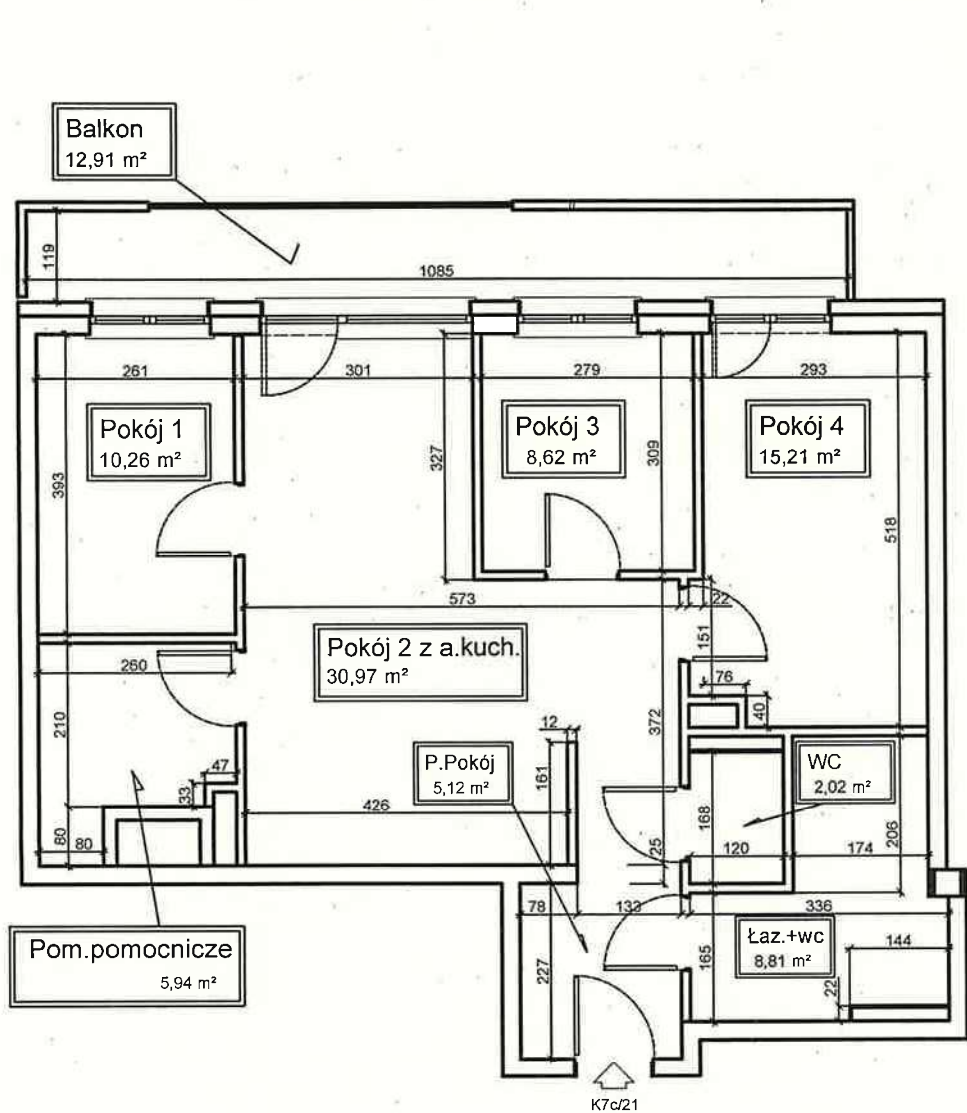 Balkon
12,91 m²
119
1085
261
301
279
293
Pokój 1
10,26 m²
Pokój 3
8,62 m²
Pokój 4
15,21 m²
393
327
309
518
573
22
151
Pokój 2 z a.kuch.
30,97 m²
260
76
40
210
372
12
P.Pokój
5,12 m²
WC
2,02 m²
47
33
161
426
168
206
80
80
25
120
174
78
133
336
Pom.pomocnicze
5,94 m²
Łaz.+wc
8,81 m²
144
227
165
22
K7c/21